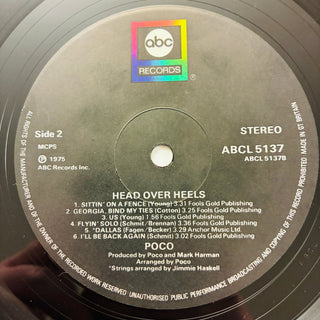 abc
RECORDS
Side 2
STEREO
MCPS
ABCL 5137
ABCL 5137B
℗ 1975
ABC Records Inc.
HEAD OVER HEELS
1. SITTIN' ON A FENCE (Young) 3.31 Fools Gold Publishing
2. GEORGIA, BIND MY TIES (Cotton) 3.25 Fools Gold Publishing
3. US (Young) 1.56 Fools Gold Publishing
4. FLYIN' SOLO (Schmit/Brennan) 3.36 Fools Gold Publishing
5. *DALLAS (Fagen/Becker) 3.29 Anchor Music Ltd.
6. I'LL BE BACK AGAIN (Schmit) 3.02 Fools Gold Publishing
POCO
Produced by Poco and Mark Harman
Arranged by Poco
*Strings arranged by Jimmie Haskell
ALL RIGHTS OF THE MANUFACTURER AND OF THE OWNER OF THE RECORDED WORK RESERVED UNAUTHORISED PUBLIC PERFORMANCE BROADCASTING AND COPYING OF THIS RECORD PROHIBITED MADE IN GT BRITAIN